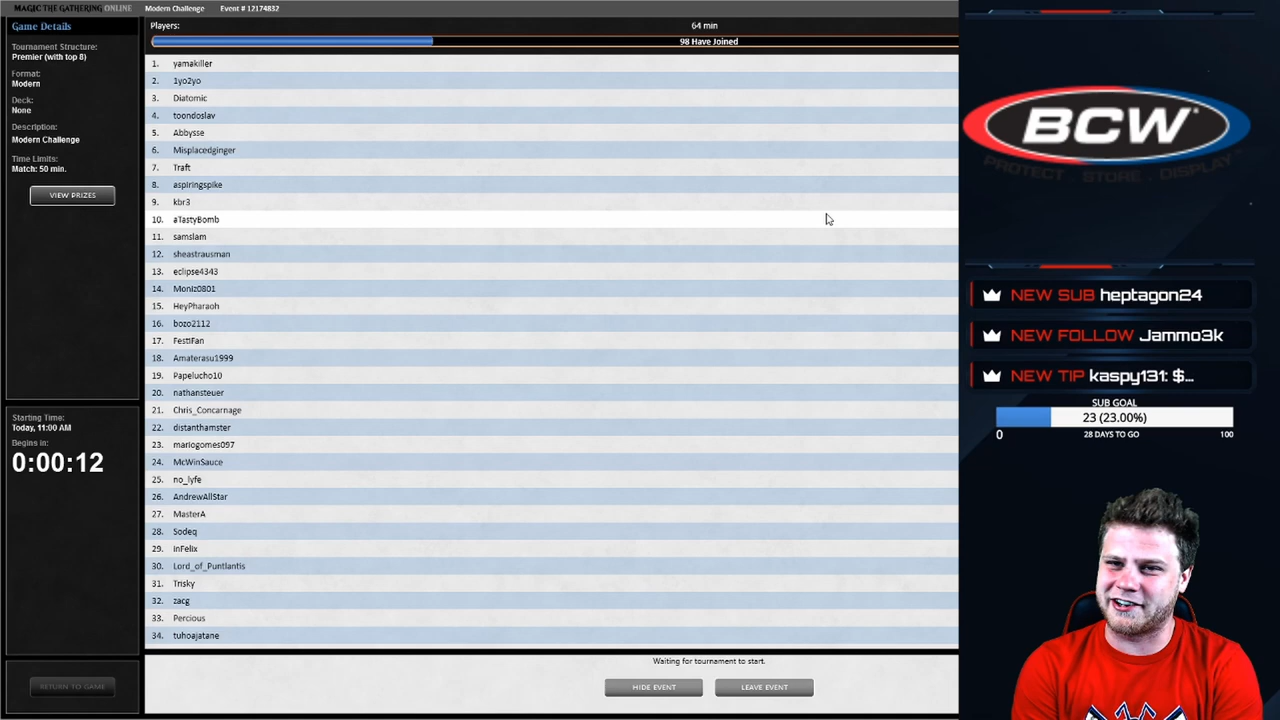 MAGIC THE GATHERING ONLINE
Modern Challenge
Event # 12174832
Game Details
Tournament Structure:
Premier (with top 8)
Format:
Modern
Deck:
None
Description:
Modern Challenge
Time Limits:
Match: 50 min.
VIEW PRIZES
Starting Time:
Today, 11:00 AM
Begins in:
0:00:12
RETURN TO GAME
Players:
64 min
98 Have Joined
1. yamakiller
2. 1yo2yo
3. Diatomic
4. toondoslav
5. Abbysse
6. Misplacedginger
7. Traft
8. aspiringspike
9. kbr3
10. aTastyBomb
11. samslam
12. sheastrausman
13. eclipse4343
14. Moniz0801
15. HeyPharaoh
16. bozo2112
17. FestiFan
18. Amaterasu1999
19. Papelucho10
20. nathansteuer
21. Chris_Concarnage
22. distanthamster
23. mariogomes097
24. McWinSauce
25. no_lyfe
26. AndrewAllStar
27. MasterA
28. Sodeq
29. inFelix
30. Lord_of_Puntlantis
31. Trisky
32. zacg
33. Percious
34. tuhoajatane
Waiting for tournament to start.
HIDE EVENT
LEAVE EVENT
BCW®
PROTECT . STORE . DISPLAY™
NEW SUB heptagon24
NEW FOLLOW Jammo3k
NEW TIP kaspy131: $...
SUB GOAL
23 (23.00%)
0
28 DAYS TO GO
100